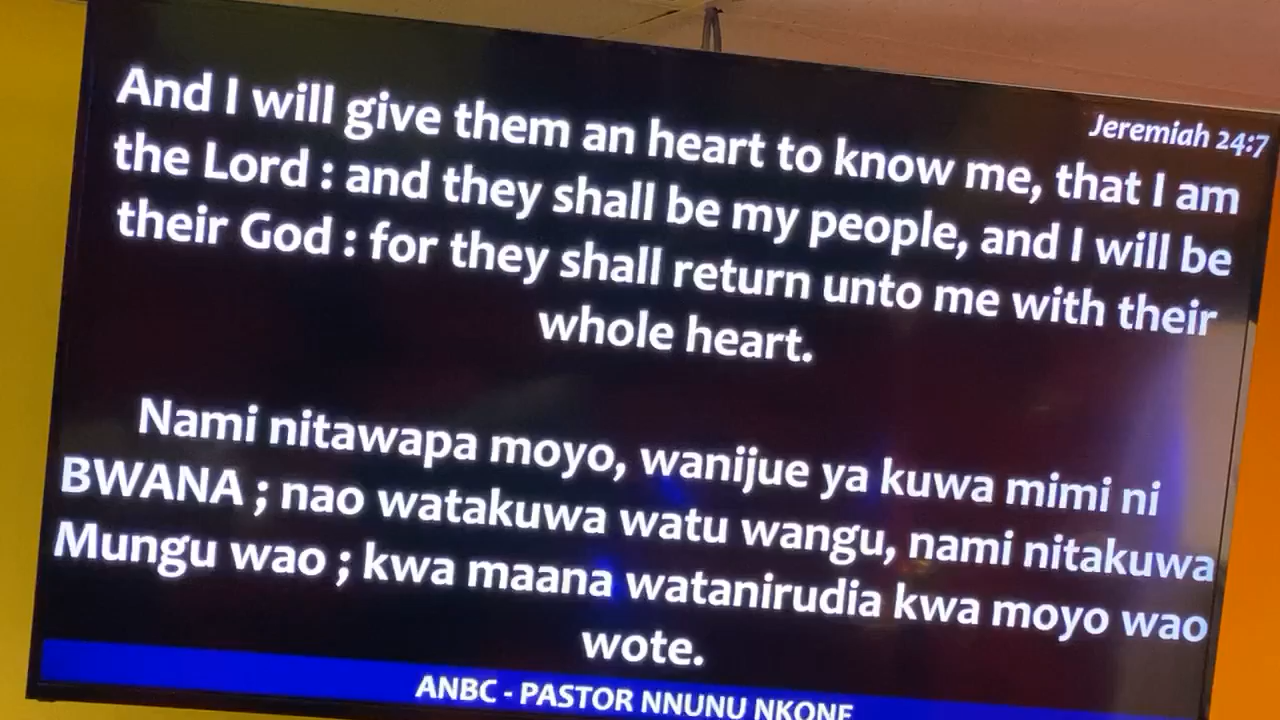 Jeremiah 24:7
And I will give them an heart to know me, that I am
the Lord : and they shall be my people, and I will be
their God : for they shall return unto me with their
whole heart.
Nami nitawapa moyo, wanijue ya kuwa mimi ni
BWANA ; nao watakuwa watu wangu, nami nitakuwa
Mungu wao ; kwa maana watanirudia kwa moyo wao
wote.
ANBC - PASTOR NNUNU NKONE